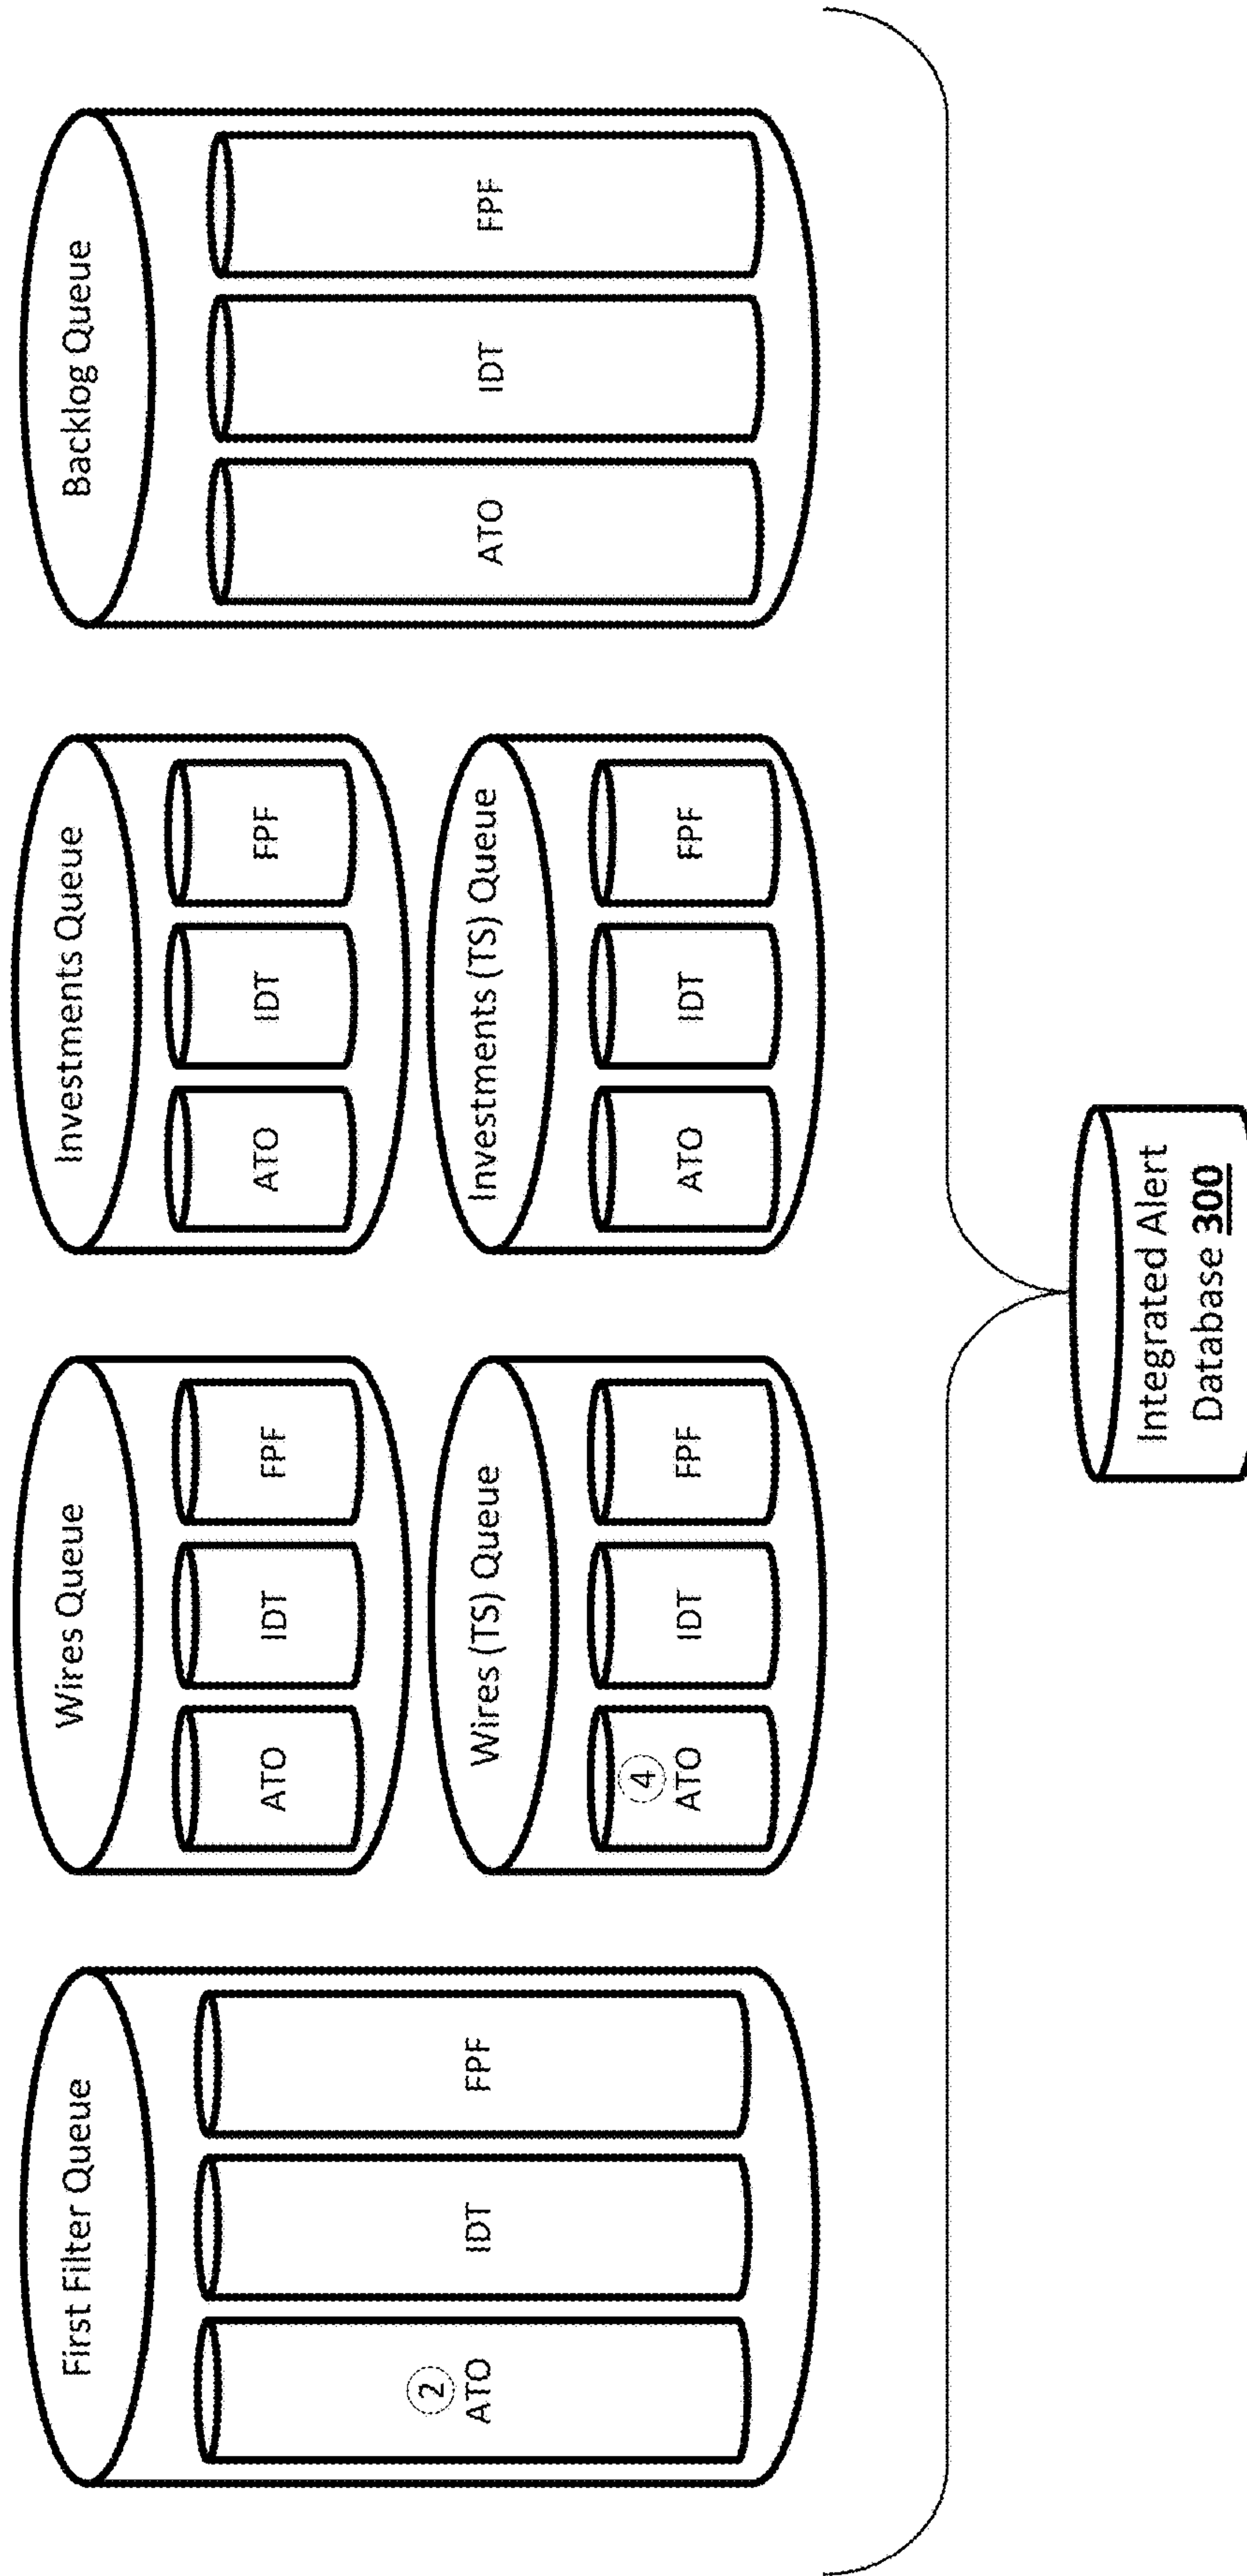 First Filter Queue
②
ATO
IDT
FPF
Wires Queue
ATO
IDT
FPF
Wires (TS) Queue
④
ATO
IDT
FPF
Investments Queue
ATO
IDT
FPF
Investments (TS) Queue
ATO
IDT
FPF
Backlog Queue
ATO
IDT
FPF
Integrated Alert
Database 300